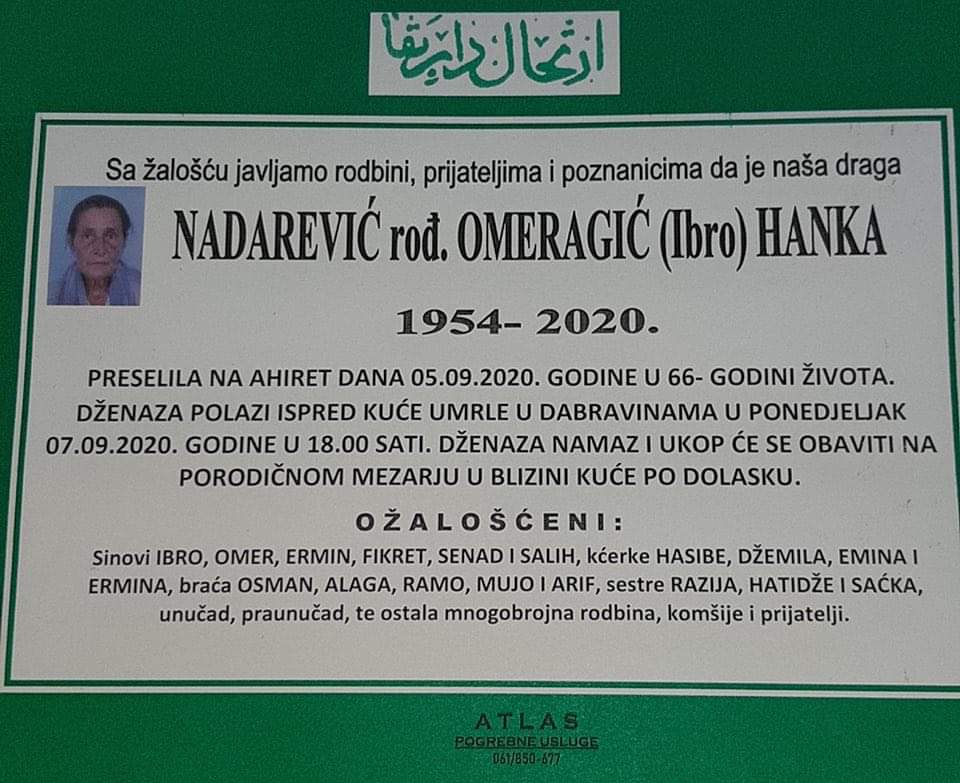 ارتحال دار بقا
Sa žalošću javljamo rodbini, prijateljima i poznanicima da je naša draga
NADAREVIĆ rođ. OMERAGIĆ (Ibro) HANKA
1954– 2020.
PRESELILA NA AHIRET DANA 05.09.2020. GODINE U 66- GODINI ŽIVOTA.
DŽENAZA POLAZI ISPRED KUĆE UMRLE U DABRAVINAMA U PONEDJELJAK
07.09.2020. GODINE U 18.00 SATI. DŽENAZA NAMAZ I UKOP ĆE SE OBAVITI NA
PORODIČNOM MEZARJU U BLIZINI KUĆE PO DOLASKU.
OŽALOŠĆENI:
Sinovi IBRO, OMER, ERMIN, FIKRET, SENAD I SALIH, kćerke HASIBE, DŽEMILA, EMINA I
ERMINA, braća OSMAN, ALAGA, RAMO, MUJO I ARIF, sestre RAZIJA, HATIDŽE I SAĆKA,
unučad, praunučad, te ostala mnogobrojna rodbina, komšije i prijatelji.
ATLAS
POGREBNE USLUGE
061/850-677